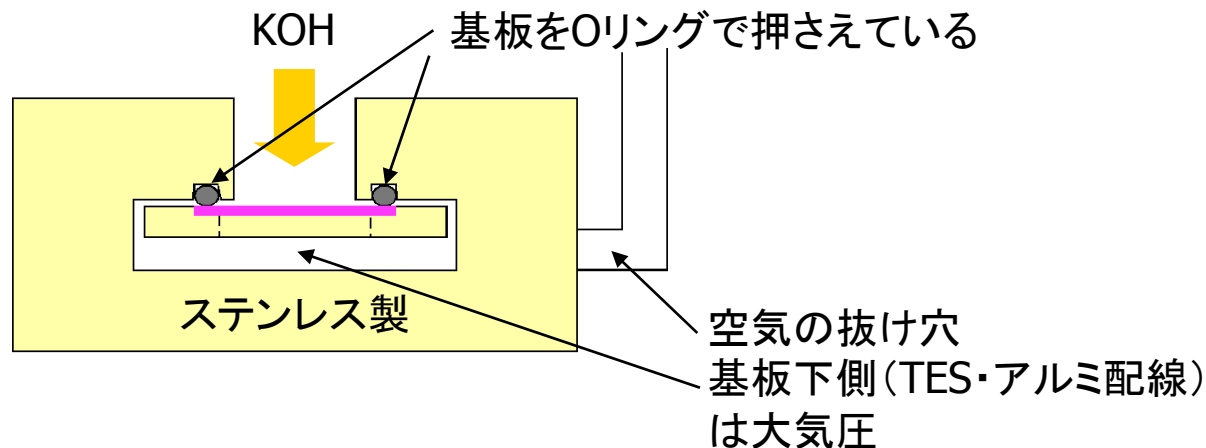 KOH
基板をOリングで押さえている
ステンレス製
空気の抜け穴
基板下側(TES・アルミ配線)
は大気圧